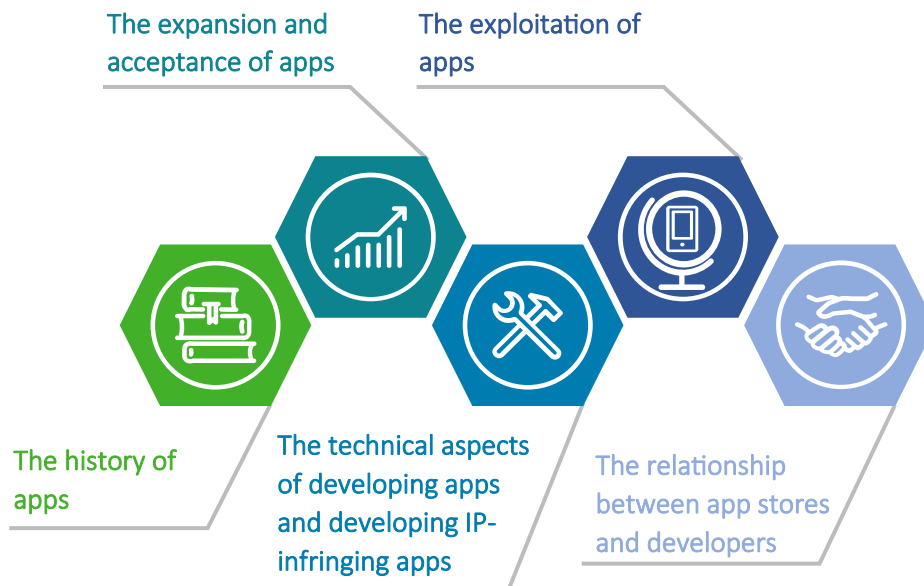 The expansion and
acceptance of apps
The exploitation of
apps
The history of
apps
The technical aspects
of developing apps
and developing IP-
infringing apps
The relationship
between app stores
and developers